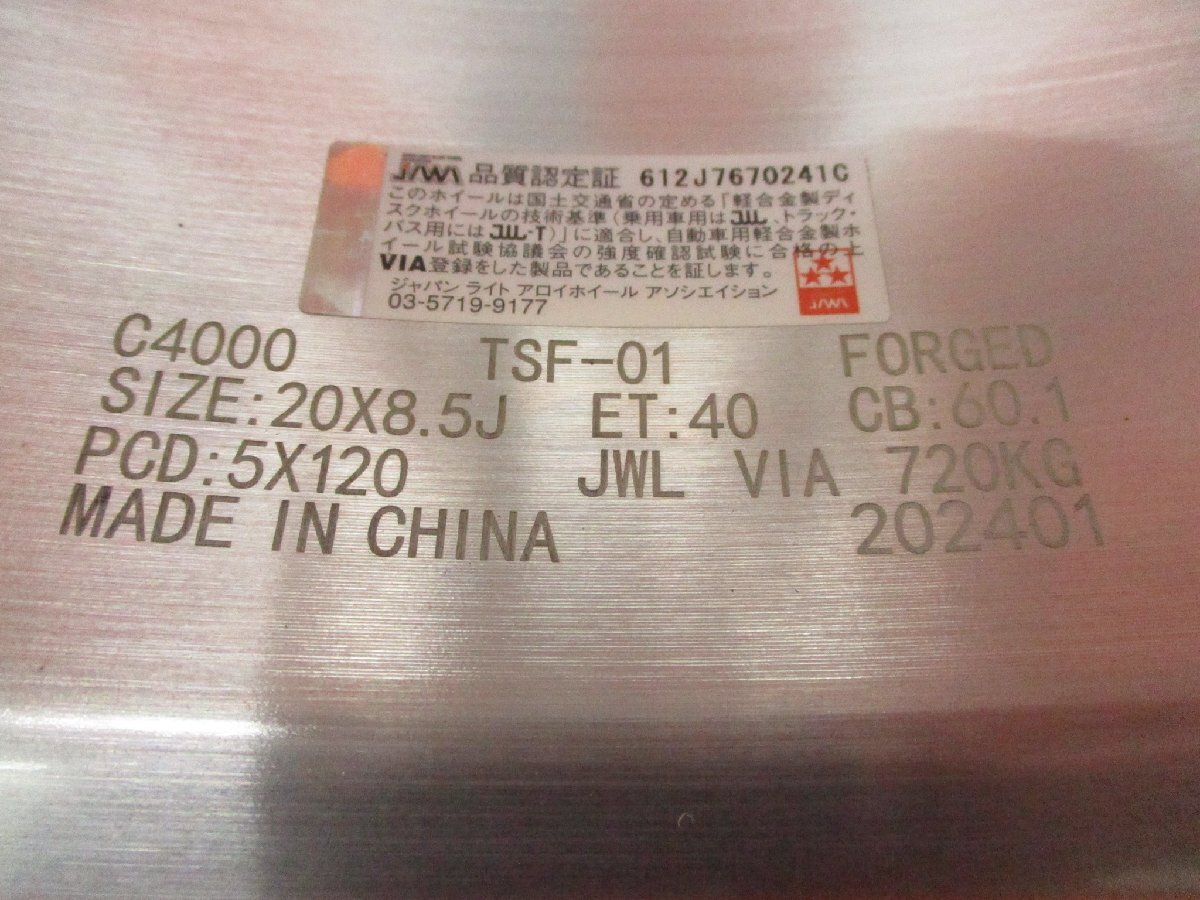 JAWA 品質認定証 612J7670241C
このホイールは国土交通省の定める「軽合金製ディ
スクホイールの技術基準(乗用車用はJWL、トラック・
バス用にはJWL-T)」に適合し、自動車用軽合金製ホ
イール試験協議会の強度確認試験に合格の上
VIA登録をした製品であることを証します。
ジャパン ライト アロイホイール アソシエイション
03-5719-9177
JAWA
C4000 TSF-01 FORGED
SIZE:20X8.5J ET:40 CB:60.1
PCD:5X120 JWL VIA 720KG
MADE IN CHINA 202401